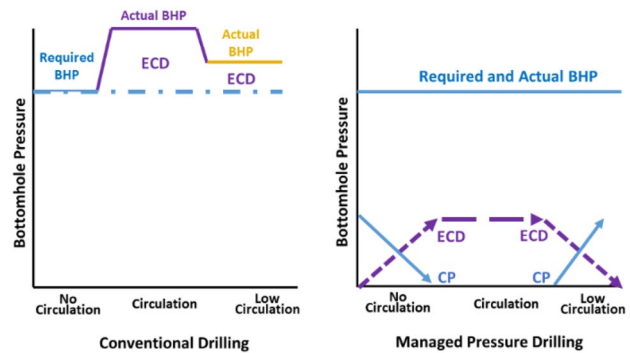 Actual BHP
Required
BHP
Actual
BHP
ECD
ECD
Bottomhole Pressure
No
Circulation
Circulation
Low
Circulation
Conventional Drilling
Required and Actual BHP
Bottomhole Pressure
ECD
ECD
CP
CP
No
Circulation
Circulation
Low
Circulation
Managed Pressure Drilling